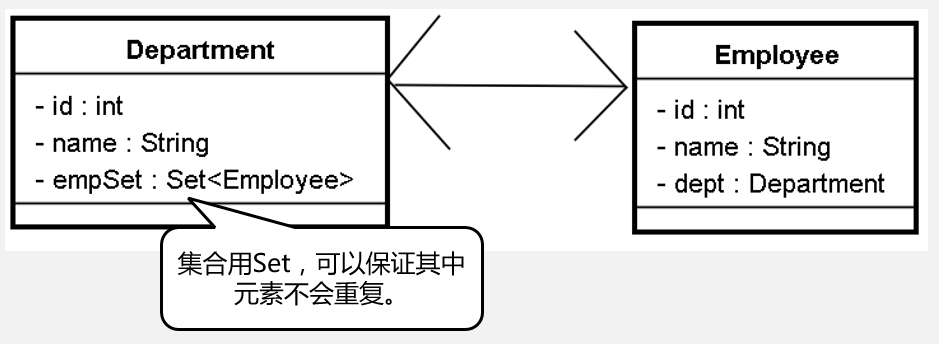 Department
- id : int
- name : String
- empSet : Set<Employee>
集合用Set，可以保证其中
元素不会重复。
Employee
- id : int
- name : String
- dept : Department